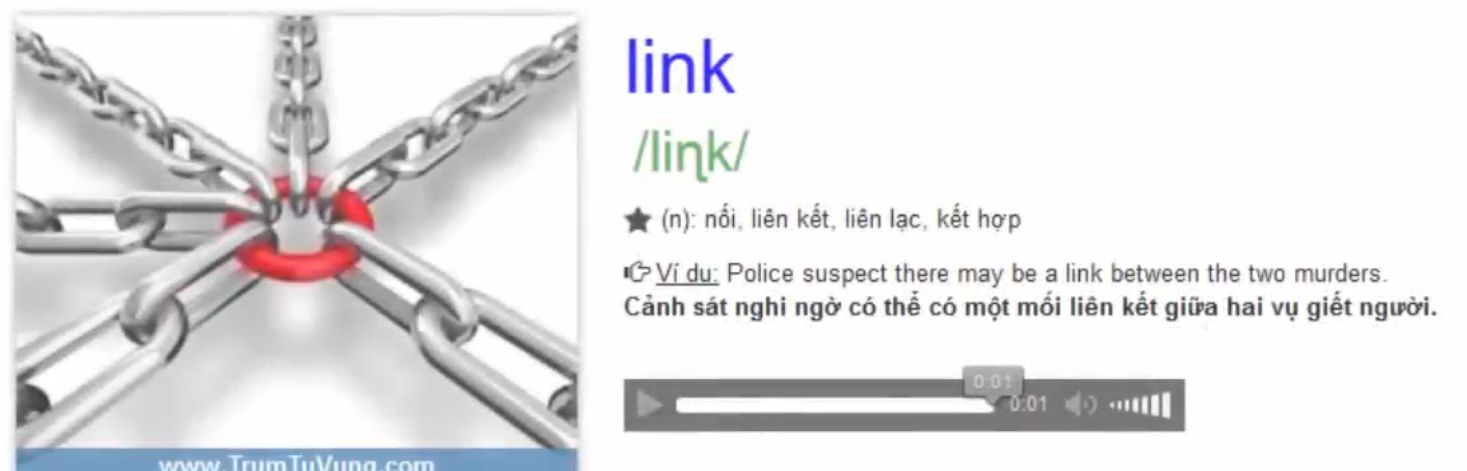 link
/liɳk/
(n): nối, liên kết, liên lạc, kết hợp
Ví du: Police suspect there may be a link between the two murders.
Cảnh sát nghi ngờ có thể có một mối liên kết giữa hai vụ giết người.
0:01
0:01
www.TrumTuVung.com